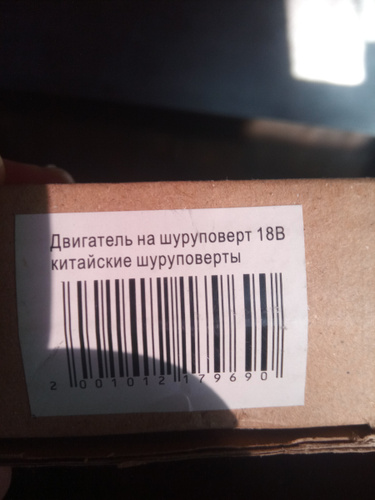 Двигатель на шуруповерт 18В
китайские шуруповерты
2 001012 179690